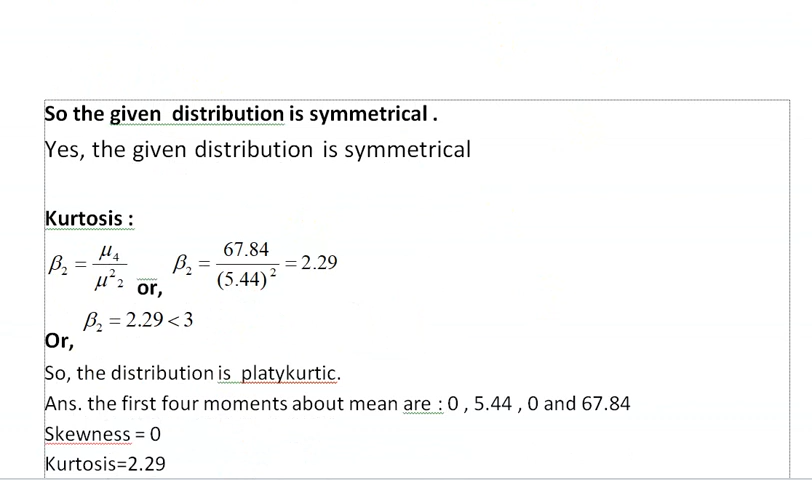 So the given distribution is symmetrical .
Yes, the given distribution is symmetrical
Kurtosis :
β₂ = μ₄ / μ²₂ or, β₂ = 67.84 / (5.44)² = 2.29
β₂ = 2.29 < 3
Or,
So, the distribution is platykurtic.
Ans. the first four moments about mean are : 0 , 5.44 , 0 and 67.84
Skewness = 0
Kurtosis=2.29